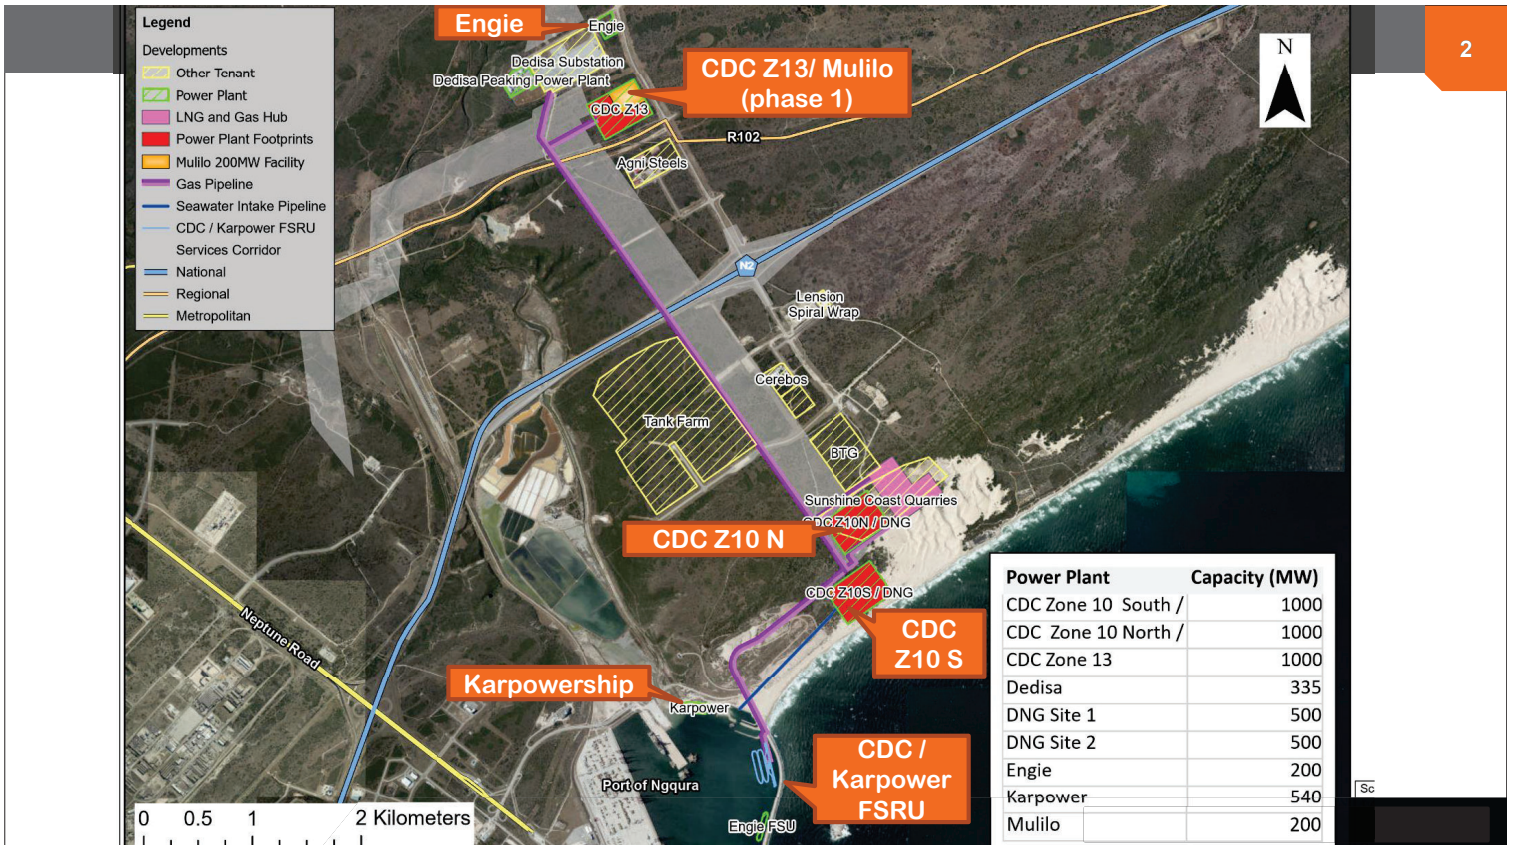 2
Legend
Developments
Other Tenant
Power Plant
LNG and Gas Hub
Power Plant Footprints
Mulilo 200MW Facility
Gas Pipeline
Seawater Intake Pipeline
CDC / Karpower FSRU
Services Corridor
National
Regional
Metropolitan
Engie
Engie
Dedisa Substation
Dedisa Peaking Power Plant
CDC Z13/ Mulilo
(phase 1)
CDC Z13
N
R102
Agni Steels
N2
Lension
Spiral Wrap
Cerebos
Tank Farm
BTG
Sunshine Coast Quarries
CDC Z10N / DNG
CDC Z10 N
CDC Z10S / DNG
CDC
Z10 S
Neptune Road
Karpowership
Karpower
CDC /
Karpower
FSRU
Port of Ngqura
Engie FSU
0 0.5 1 2 Kilometers
Power Plant Capacity (MW)
CDC Zone 10 South / 1000
CDC Zone 10 North / 1000
CDC Zone 13 1000
Dedisa 335
DNG Site 1 500
DNG Site 2 500
Engie 200
Karpower 540
Mulilo 200
Sc